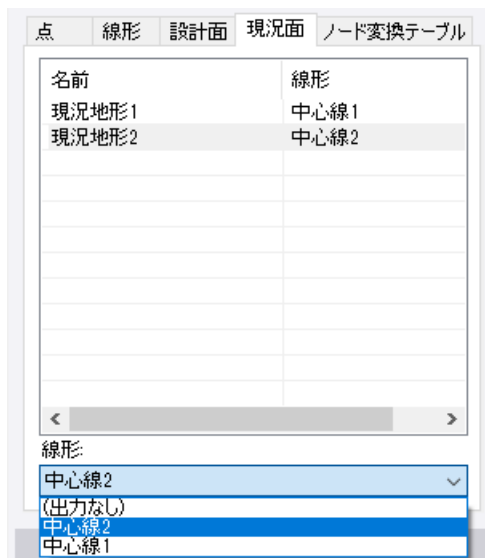 点 線形 設計面 現況面 ノード変換テーブル
名前 線形
現況地形1 中心線1
現況地形2 中心線2
線形:
中心線2
(出力なし)
中心線2
中心線1